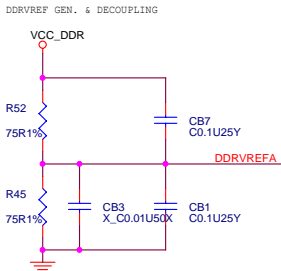 DDRVREF GEN. & DECOUPLING
VCC_DDR
R52
75R1%
CB7
C0.1U25Y
DDRVREFA
R45
75R1%
CB3
X_C0.01U50X
CB1
C0.1U25Y